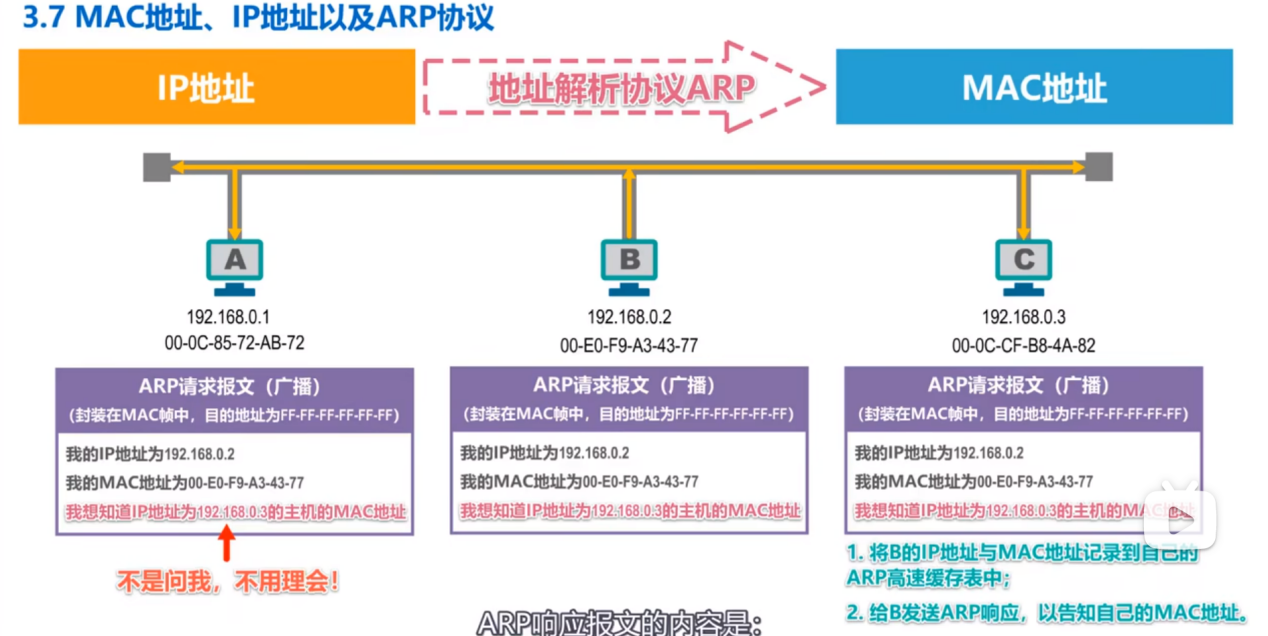 3.7 MAC地址、IP地址以及ARP协议
IP地址
地址解析协议ARP
MAC地址
A
B
C
192.168.0.1
00-0C-85-72-AB-72
192.168.0.2
00-E0-F9-A3-43-77
192.168.0.3
00-0C-CF-B8-4A-82
ARP请求报文（广播）
（封装在MAC帧中，目的地址为FF-FF-FF-FF-FF-FF）
我的IP地址为192.168.0.2
我的MAC地址为00-E0-F9-A3-43-77
我想知道IP地址为192.168.0.3的主机的MAC地址
不是问我，不用理会！
ARP请求报文（广播）
（封装在MAC帧中，目的地址为FF-FF-FF-FF-FF-FF）
我的IP地址为192.168.0.2
我的MAC地址为00-E0-F9-A3-43-77
我想知道IP地址为192.168.0.3的主机的MAC地址
ARP请求报文（广播）
（封装在MAC帧中，目的地址为FF-FF-FF-FF-FF-FF）
我的IP地址为192.168.0.2
我的MAC地址为00-E0-F9-A3-43-77
我想知道IP地址为192.168.0.3的主机的MAC地址
1. 将B的IP地址与MAC地址记录到自己的
ARP高速缓存表中；
2. 给B发送ARP响应，以告知自己的MAC地址。
ARP响应报文的内容是：